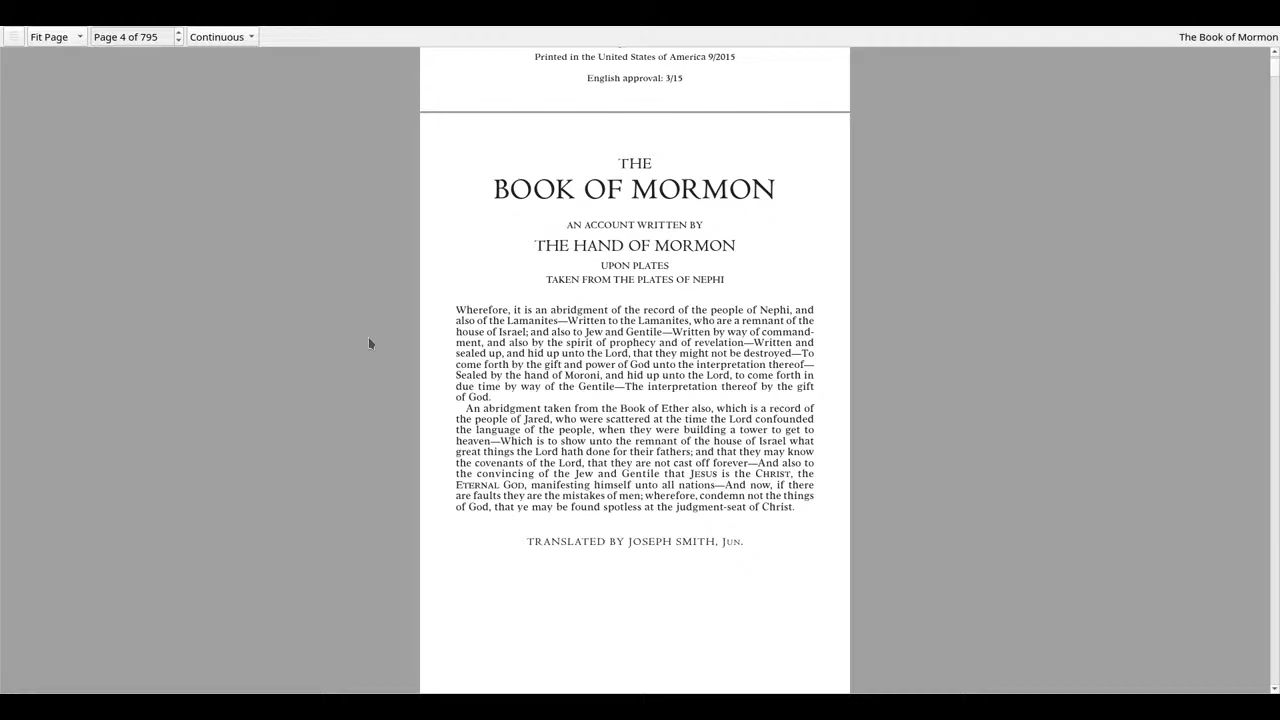 Fit Page
Page 4 of 795
Continuous
The Book of Mormon
Printed in the United States of America 9/2015
English approval: 3/15
THE
BOOK OF MORMON
AN ACCOUNT WRITTEN BY
THE HAND OF MORMON
UPON PLATES
TAKEN FROM THE PLATES OF NEPHI
Wherefore, it is an abridgment of the record of the people of Nephi, and
also of the Lamanites—Written to the Lamanites, who are a remnant of the
house of Israel; and also to Jew and Gentile—Written by way of command-
ment, and also by the spirit of prophecy and of revelation—Written and
sealed up, and hid up unto the Lord, that they might not be destroyed—To
come forth by the gift and power of God unto the interpretation thereof—
Sealed by the hand of Moroni, and hid up unto the Lord, to come forth in
due time by way of the Gentile—The interpretation thereof by the gift
of God.
An abridgment taken from the Book of Ether also, which is a record of
the people of Jared, who were scattered at the time the Lord confounded
the language of the people, when they were building a tower to get to
heaven—Which is to show unto the remnant of the house of Israel what
great things the Lord hath done for their fathers; and that they may know
the covenants of the Lord, that they are not cast off forever—And also to
the convincing of the Jew and Gentile that JESUS is the CHRIST, the
ETERNAL GOD, manifesting himself unto all nations—And now, if there
are faults they are the mistakes of men; wherefore, condemn not the things
of God, that ye may be found spotless at the judgment-seat of Christ.
TRANSLATED BY JOSEPH SMITH, JUN.